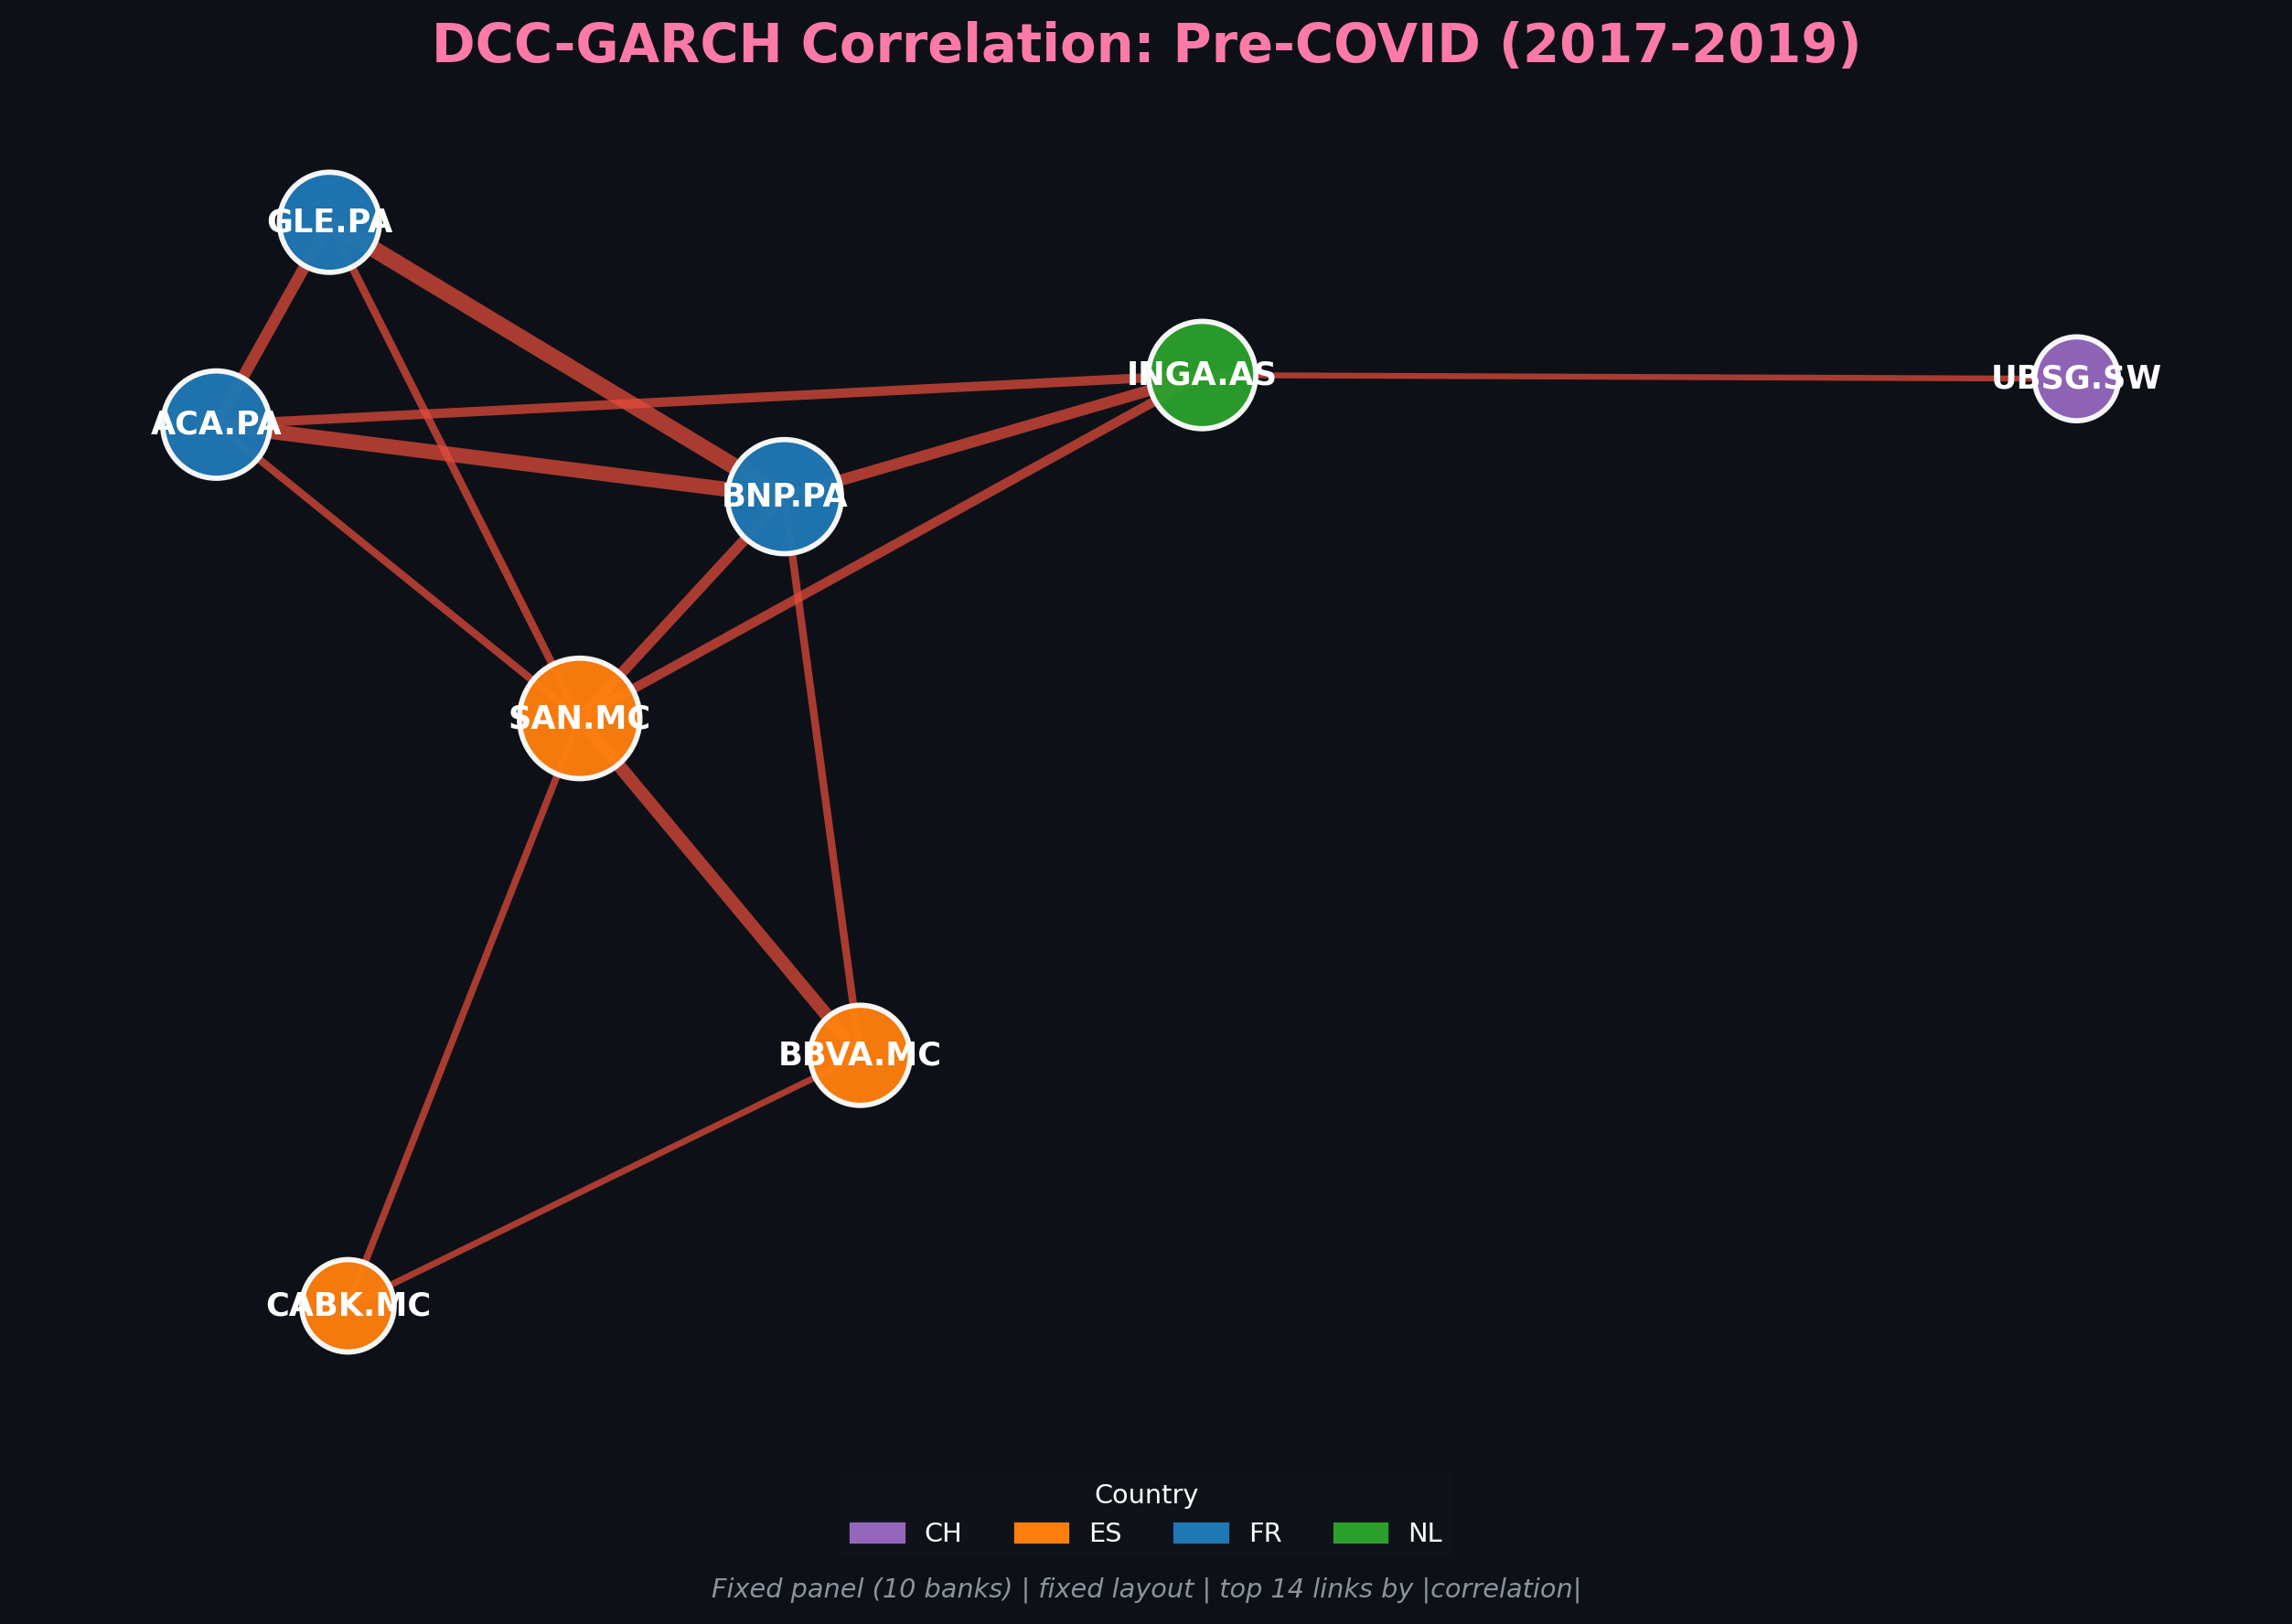 DCC-GARCH Correlation: Pre-COVID (2017-2019)
GLE.PA
INGA.AS
UBSG.SW
ACA.PA
BNP.PA
SAN.MC
BBVA.MC
CABK.MC
Country
CH ES FR NL
Fixed panel (10 banks) | fixed layout | top 14 links by |correlation|